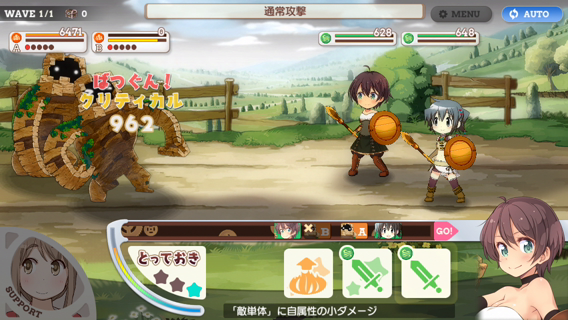 WAVE 1/1
0
通常攻撃
MENU
AUTO
6471
A
0
B
628
648
ばつぐん!
クリティカル
962
B
A
GO!
とっておき
SUPPORT
「敵単体」に自属性の小ダメージ